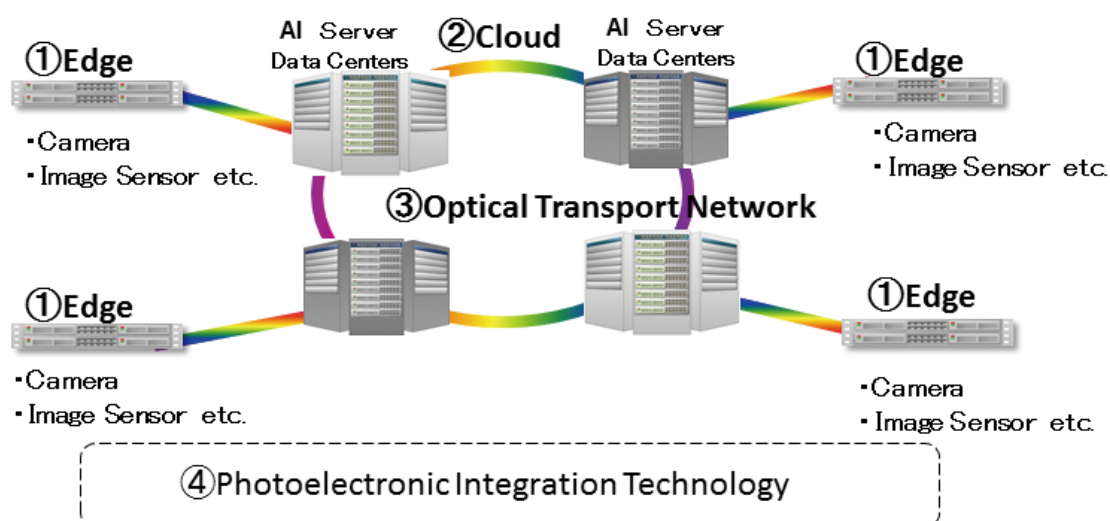 ①Edge
・Camera
・Image Sensor etc.
AI Server
Data Centers
②Cloud
AI Server
Data Centers
①Edge
・Camera
・Image Sensor etc.
③Optical Transport Network
①Edge
・Camera
・Image Sensor etc.
①Edge
・Camera
・Image Sensor etc.
④Photoelectronic Integration Technology